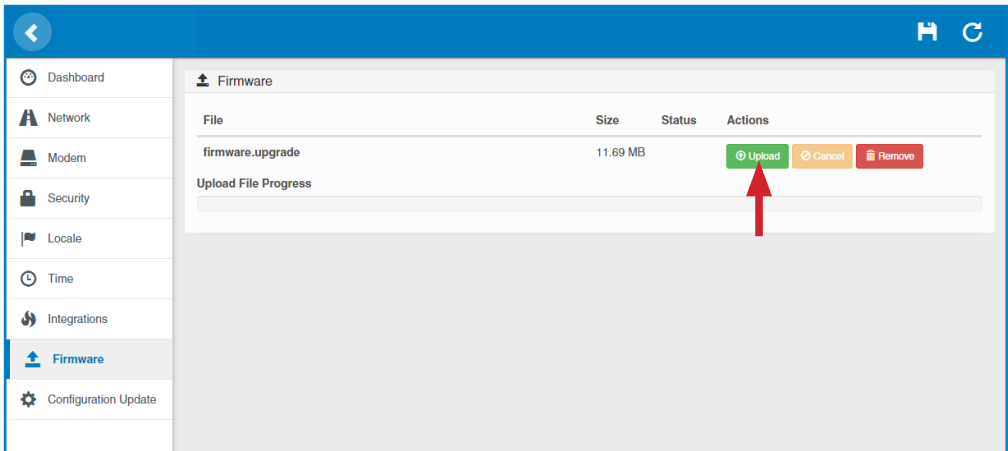 Dashboard
Network
Modem
Security
Locale
Time
Integrations
Firmware
Configuration Update
Firmware
File Size Status Actions
firmware.upgrade 11.69 MB Upload Cancel Remove
Upload File Progress